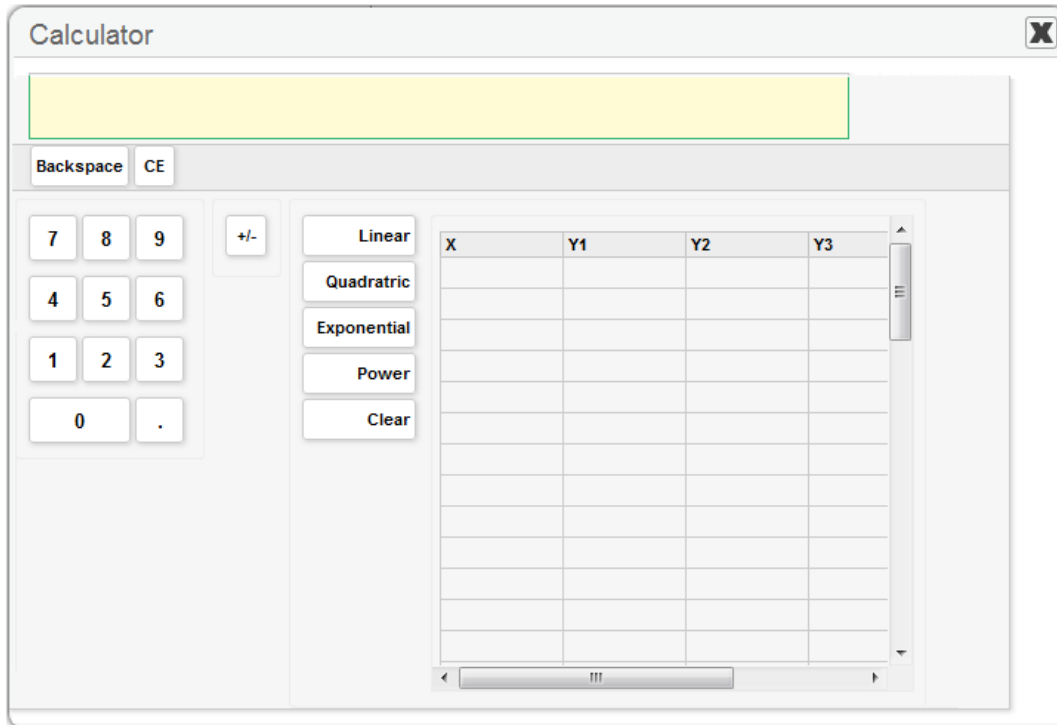 Calculator X
Backspace CE
7 8 9 +/- Linear X Y1 Y2 Y3
Quadratric
4 5 6
Exponential
1 2 3
Power
0 . Clear